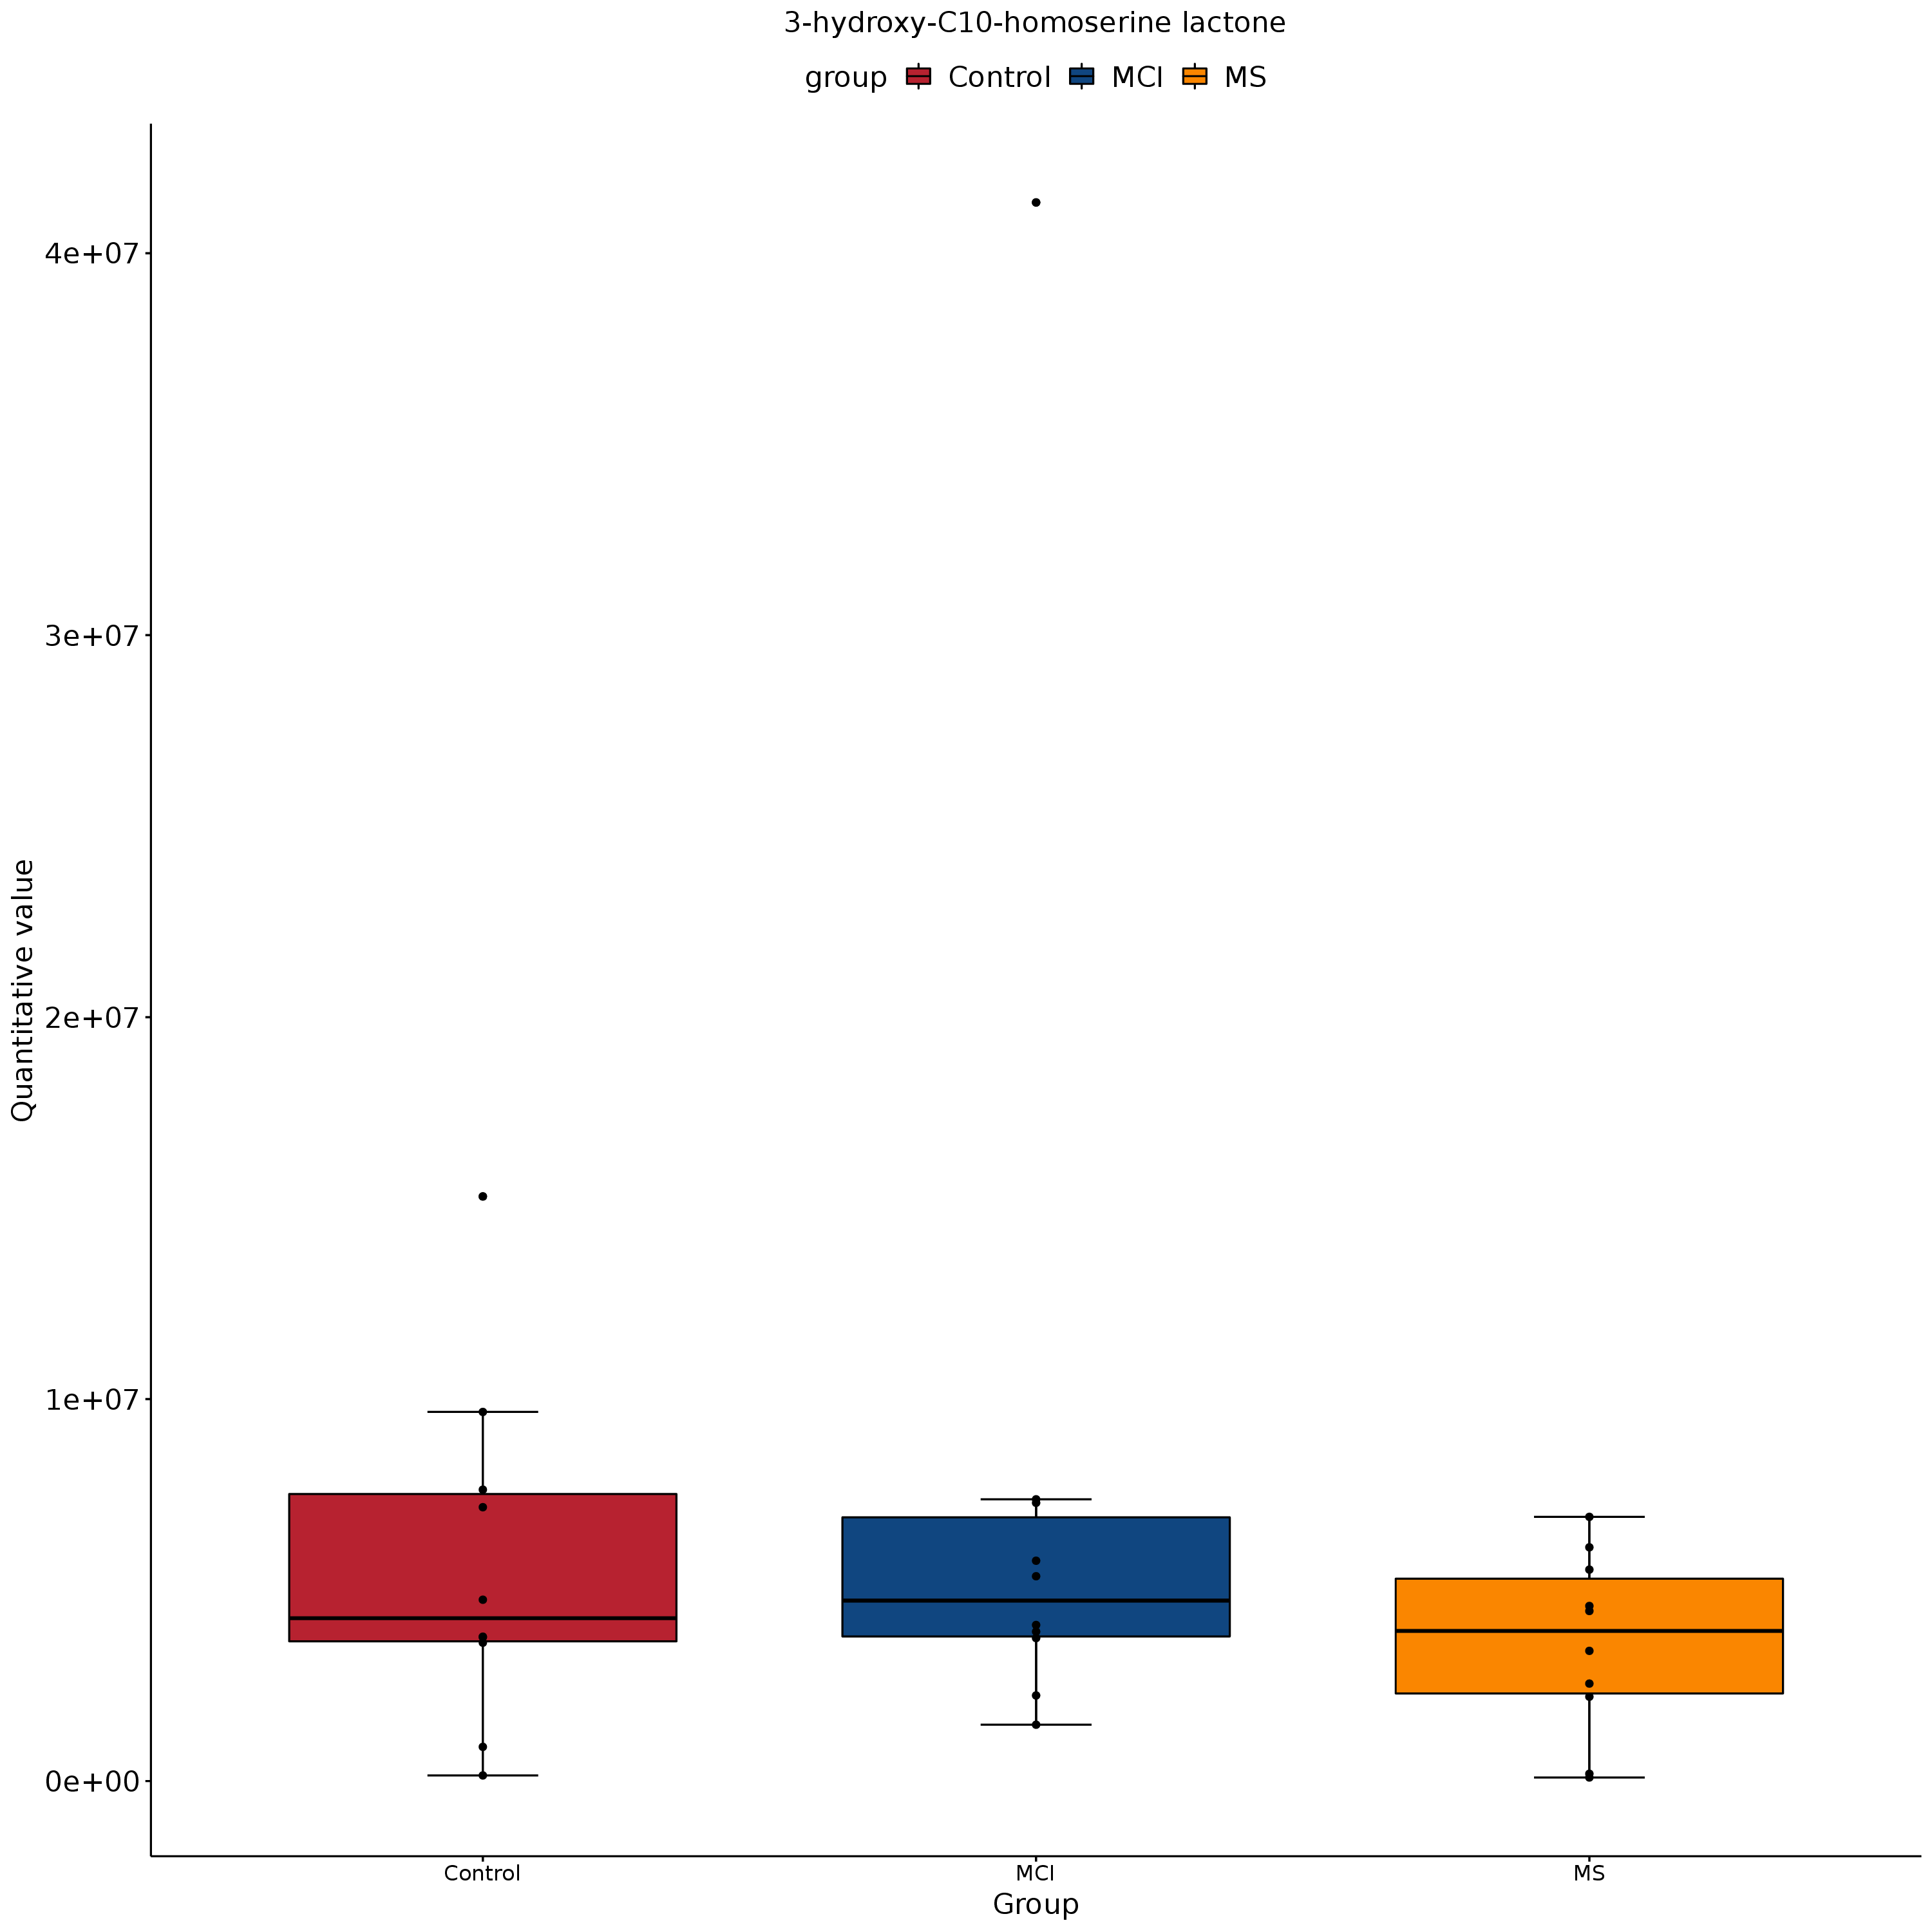 3-hydroxy-C10-homoserine lactone
group Control MCI MS
Quantitative value
4e+07
3e+07
2e+07
1e+07
0e+00
Control MCI MS
Group